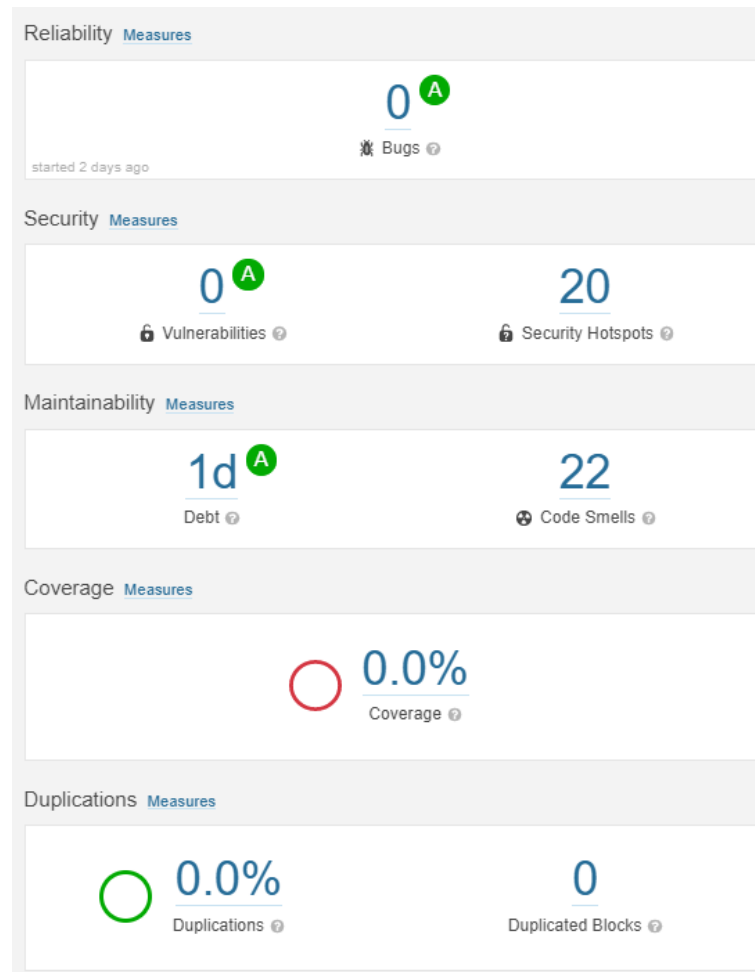 Reliability Measures
0 A
Bugs ?
started 2 days ago
Security Measures
0 A 20
Vulnerabilities ? Security Hotspots ?
Maintainability Measures
1d A 22
Debt ? Code Smells ?
Coverage Measures
0.0%
Coverage ?
Duplications Measures
0.0% 0
Duplications ? Duplicated Blocks ?